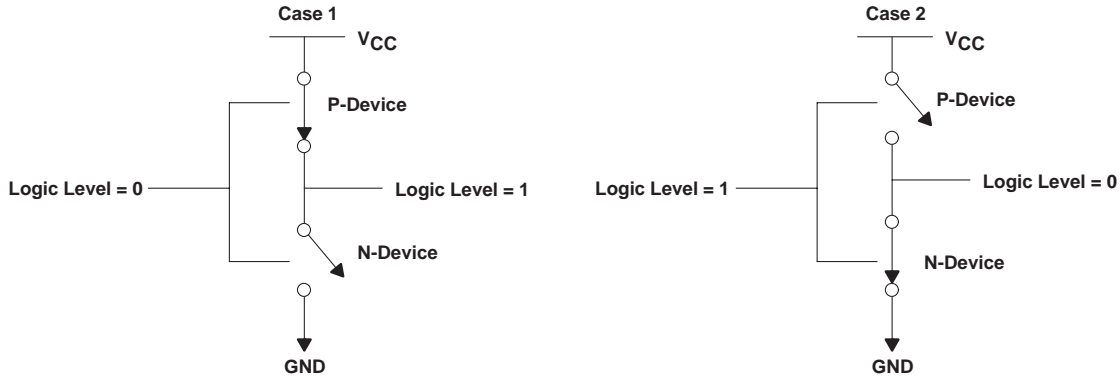 Case 1
VCC
P-Device
Logic Level = 0
Logic Level = 1
N-Device
GND
Case 2
VCC
P-Device
Logic Level = 1
Logic Level = 0
N-Device
GND